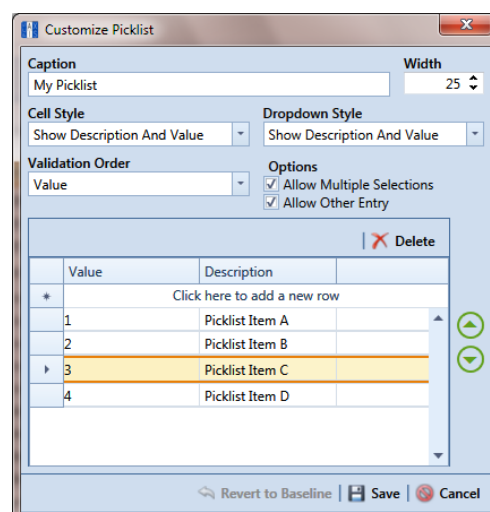 Customize Picklist
Caption Width
My Picklist 25
Cell Style Dropdown Style
Show Description And Value Show Description And Value
Validation Order Options
Value Allow Multiple Selections
Allow Other Entry
Delete
Value Description
Click here to add a new row
1 Picklist Item A
2 Picklist Item B
3 Picklist Item C
4 Picklist Item D
Revert to Baseline Save Cancel